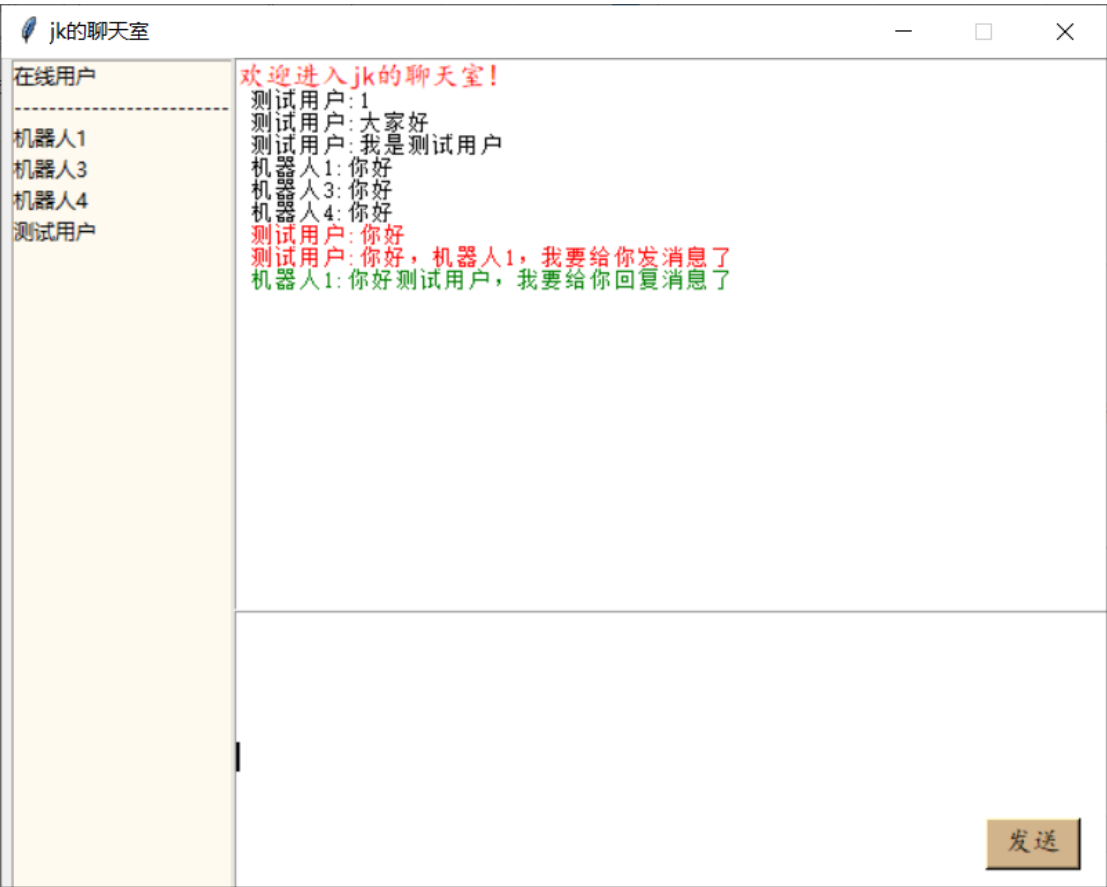 jk的聊天室
在线用户
------------------------
机器人1
机器人3
机器人4
测试用户
欢迎进入jk的聊天室!
测试用户:1
测试用户:大家好
测试用户:我是测试用户
机器人1:你好
机器人3:你好
机器人4:你好
测试用户:你好
测试用户:你好，机器人1，我要给你发消息了
机器人1:你好测试用户，我要给你回复消息了
发送